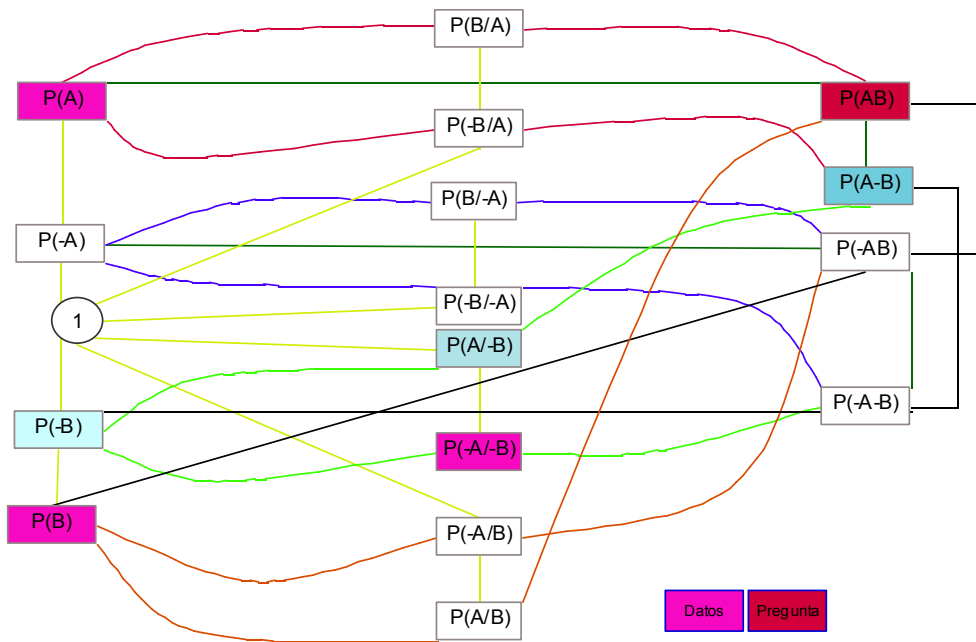 P(B/A)
P(A)
P(AB)
P(-B/A)
P(A-B)
P(B/-A)
P(-A)
P(-AB)
P(-B/-A)
1
P(A/-B)
P(-A-B)
P(-B)
P(-A/-B)
P(B)
P(-A/B)
P(A/B)
Datos
Pregunta